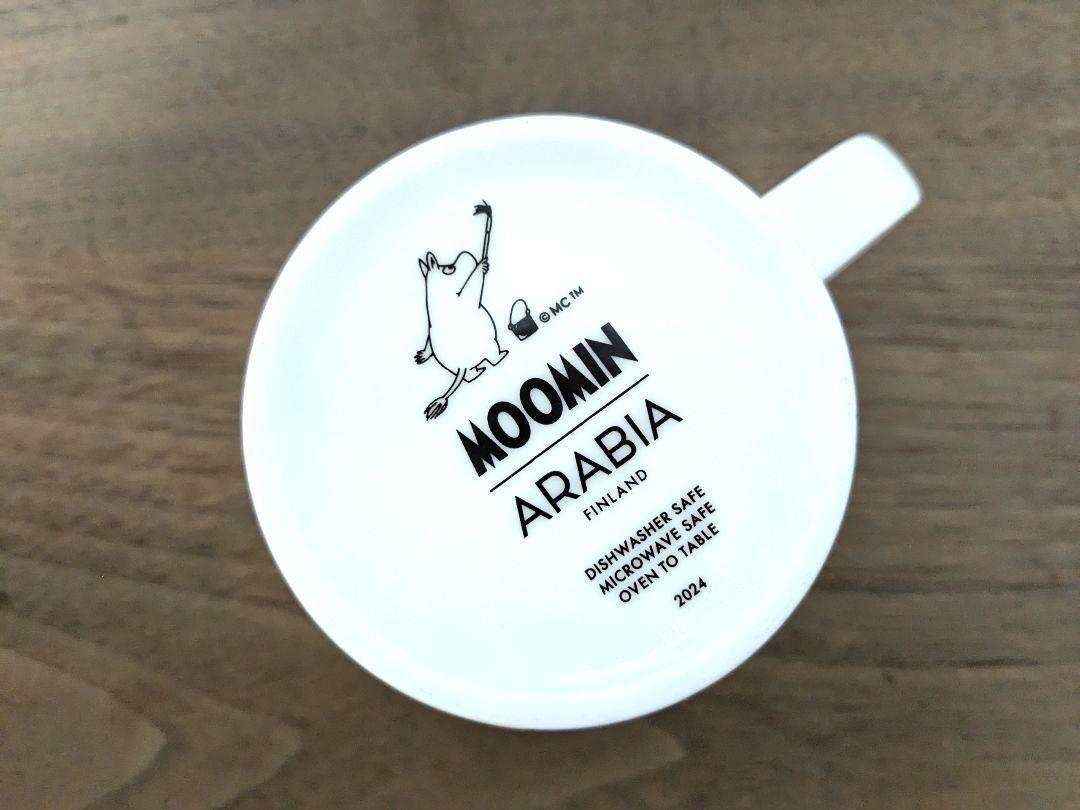 © MC ™
MOOMIN
ARABIA
FINLAND
DISHWASHER SAFE
MICROWAVE SAFE
OVEN TO TABLE
2024